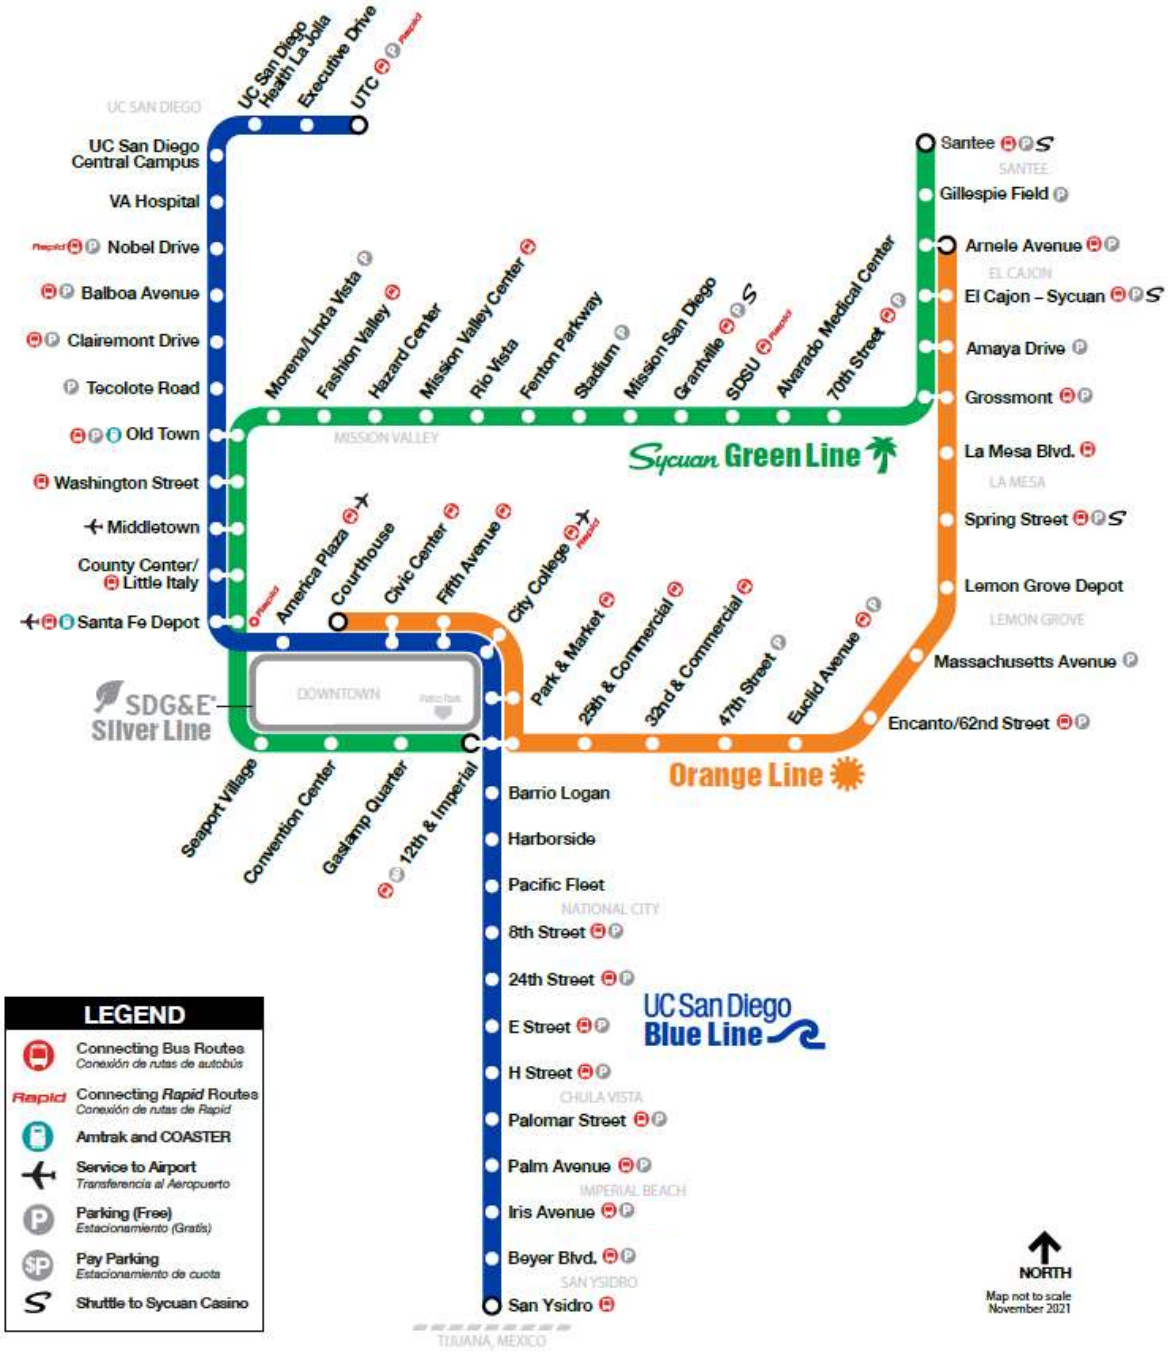 UC San Diego
Health La Jolla
Executive Drive
UTC Rapid
UC SAN DIEGO
UC San Diego
Central Campus
VA Hospital
Rapid Nobel Drive
Balboa Avenue
Clairemont Drive
Tecolote Road
Old Town
Washington Street
Middletown
County Center/
Little Italy
Santa Fe Depot
Rapid
Morena/Linda Vista
Fashion Valley
Hazard Center
Mission Valley Center
Rio Vista
Fenton Parkway
Stadium
Mission San Diego
Grantville
SDSU Rapid
Alvarado Medical Center
70th Street
MISSION VALLEY
Sycuan Green Line
Santee
SANTEE
Gillespie Field
Arnele Avenue
EL CAJON
El Cajon – Sycuan
Amaya Drive
Grossmont
La Mesa Blvd.
LA MESA
Spring Street
Lemon Grove Depot
LEMON GROVE
Massachusetts Avenue
Encanto/62nd Street
America Plaza
Courthouse
Civic Center
Fifth Avenue
City College
Rapid
Park & Market
25th & Commercial
32nd & Commercial
47th Street
Euclid Avenue
Orange Line
DOWNTOWN
Petco Park
SDG&E
Silver Line
Seaport Village
Convention Center
Gaslamp Quarter
12th & Imperial
Barrio Logan
Harborside
Pacific Fleet
NATIONAL CITY
8th Street
24th Street
E Street
H Street
CHULA VISTA
Palomar Street
Palm Avenue
IMPERIAL BEACH
Iris Avenue
Beyer Blvd.
SAN YSIDRO
San Ysidro
TIJUANA, MEXICO
UC San Diego
Blue Line
LEGEND
Connecting Bus Routes
Conexión de rutas de autobús
Rapid Connecting Rapid Routes
Conexión de rutas de Rapid
Amtrak and COASTER
Service to Airport
Transferencia al Aeropuerto
P Parking (Free)
Estacionamiento (Gratis)
$P Pay Parking
Estacionamiento de cuota
S Shuttle to Sycuan Casino
NORTH
Map not to scale
November 2021